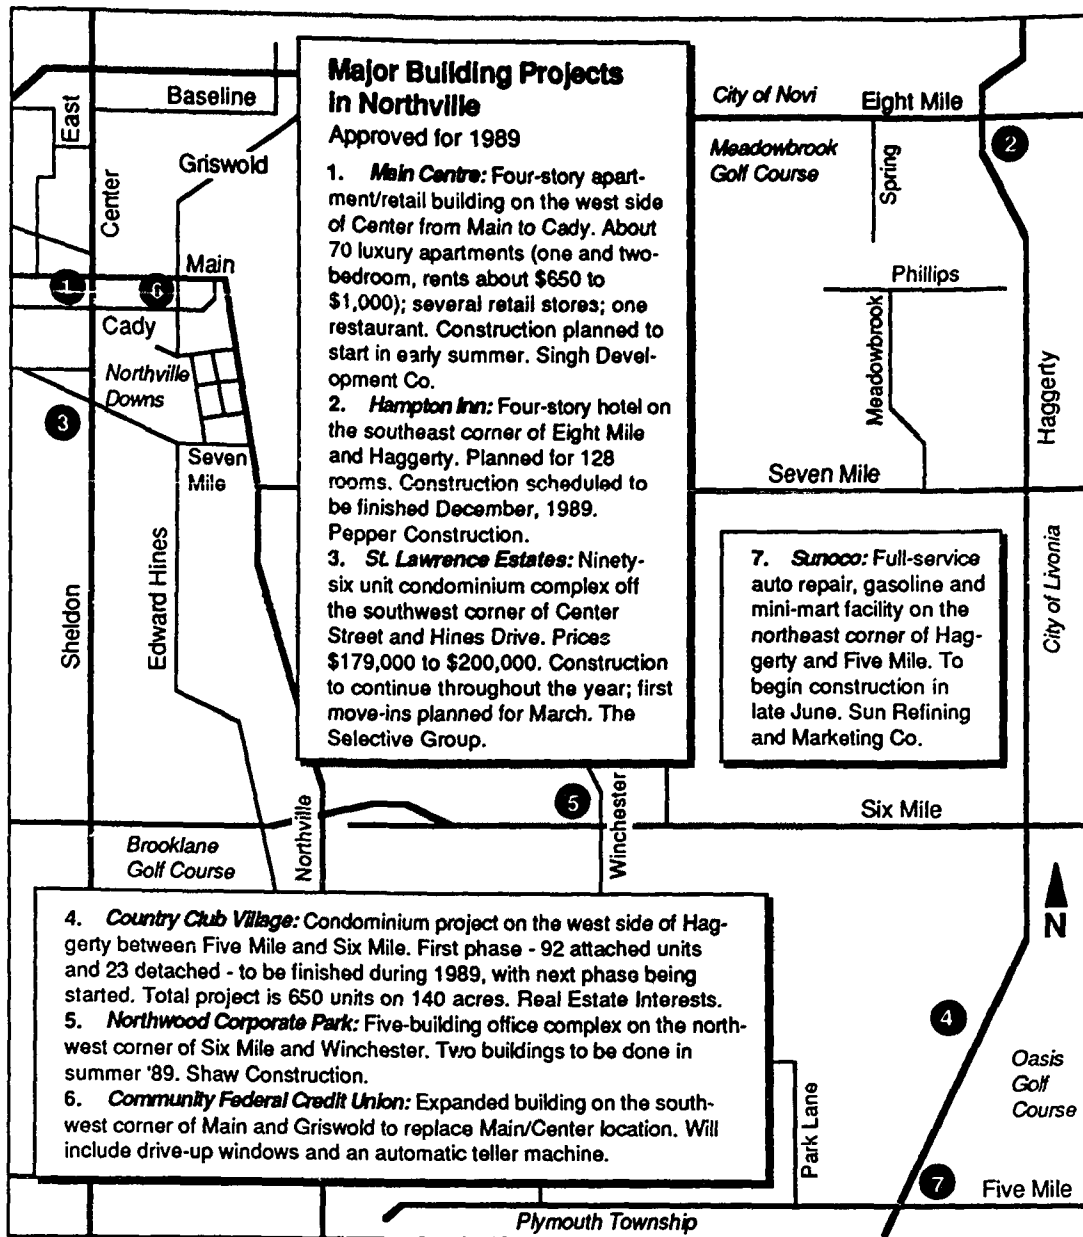 Major Building Projects
in Northville
Approved for 1989
1. Main Centre: Four-story apart-
ment/retail building on the west side
of Center from Main to Cady. About
70 luxury apartments (one and two-
bedroom, rents about $650 to
$1,000); several retail stores; one
restaurant. Construction planned to
start in early summer. Singh Devel-
opment Co.
2. Hampton Inn: Four-story hotel on
the southeast corner of Eight Mile
and Haggerty. Planned for 128
rooms. Construction scheduled to
be finished December, 1989.
Pepper Construction.
3. St. Lawrence Estates: Ninety-
six unit condominium complex off
the southwest corner of Center
Street and Hines Drive. Prices
$179,000 to $200,000. Construction
to continue throughout the year; first
move-ins planned for March. The
Selective Group.
7. Sunoco: Full-service
auto repair, gasoline and
mini-mart facility on the
northeast corner of Hag-
gerty and Five Mile. To
begin construction in
late June. Sun Refining
and Marketing Co.
4. Country Club Village: Condominium project on the west side of Hag-
gerty between Five Mile and Six Mile. First phase - 92 attached units
and 23 detached - to be finished during 1989, with next phase being
started. Total project is 650 units on 140 acres. Real Estate Interests.
5. Northwood Corporate Park: Five-building office complex on the north-
west corner of Six Mile and Winchester. Two buildings to be done in
summer '89. Shaw Construction.
6. Community Federal Credit Union: Expanded building on the south-
west corner of Main and Griswold to replace Main/Center location. Will
include drive-up windows and an automatic teller machine.
Baseline
East
Center
Griswold
Main
1
6
Cady
Northville
Downs
3
Seven
Mile
Sheldon
Edward Hines
City of Novi
Eight Mile
Meadowbrook
Golf Course
Spring
2
Phillips
Meadowbrook
Haggerty
Seven Mile
City of Livonia
5
Winchester
Six Mile
Northville
Brooklane
Golf Course
N
4
Oasis
Golf
Course
Park Lane
7
Five Mile
Plymouth Township